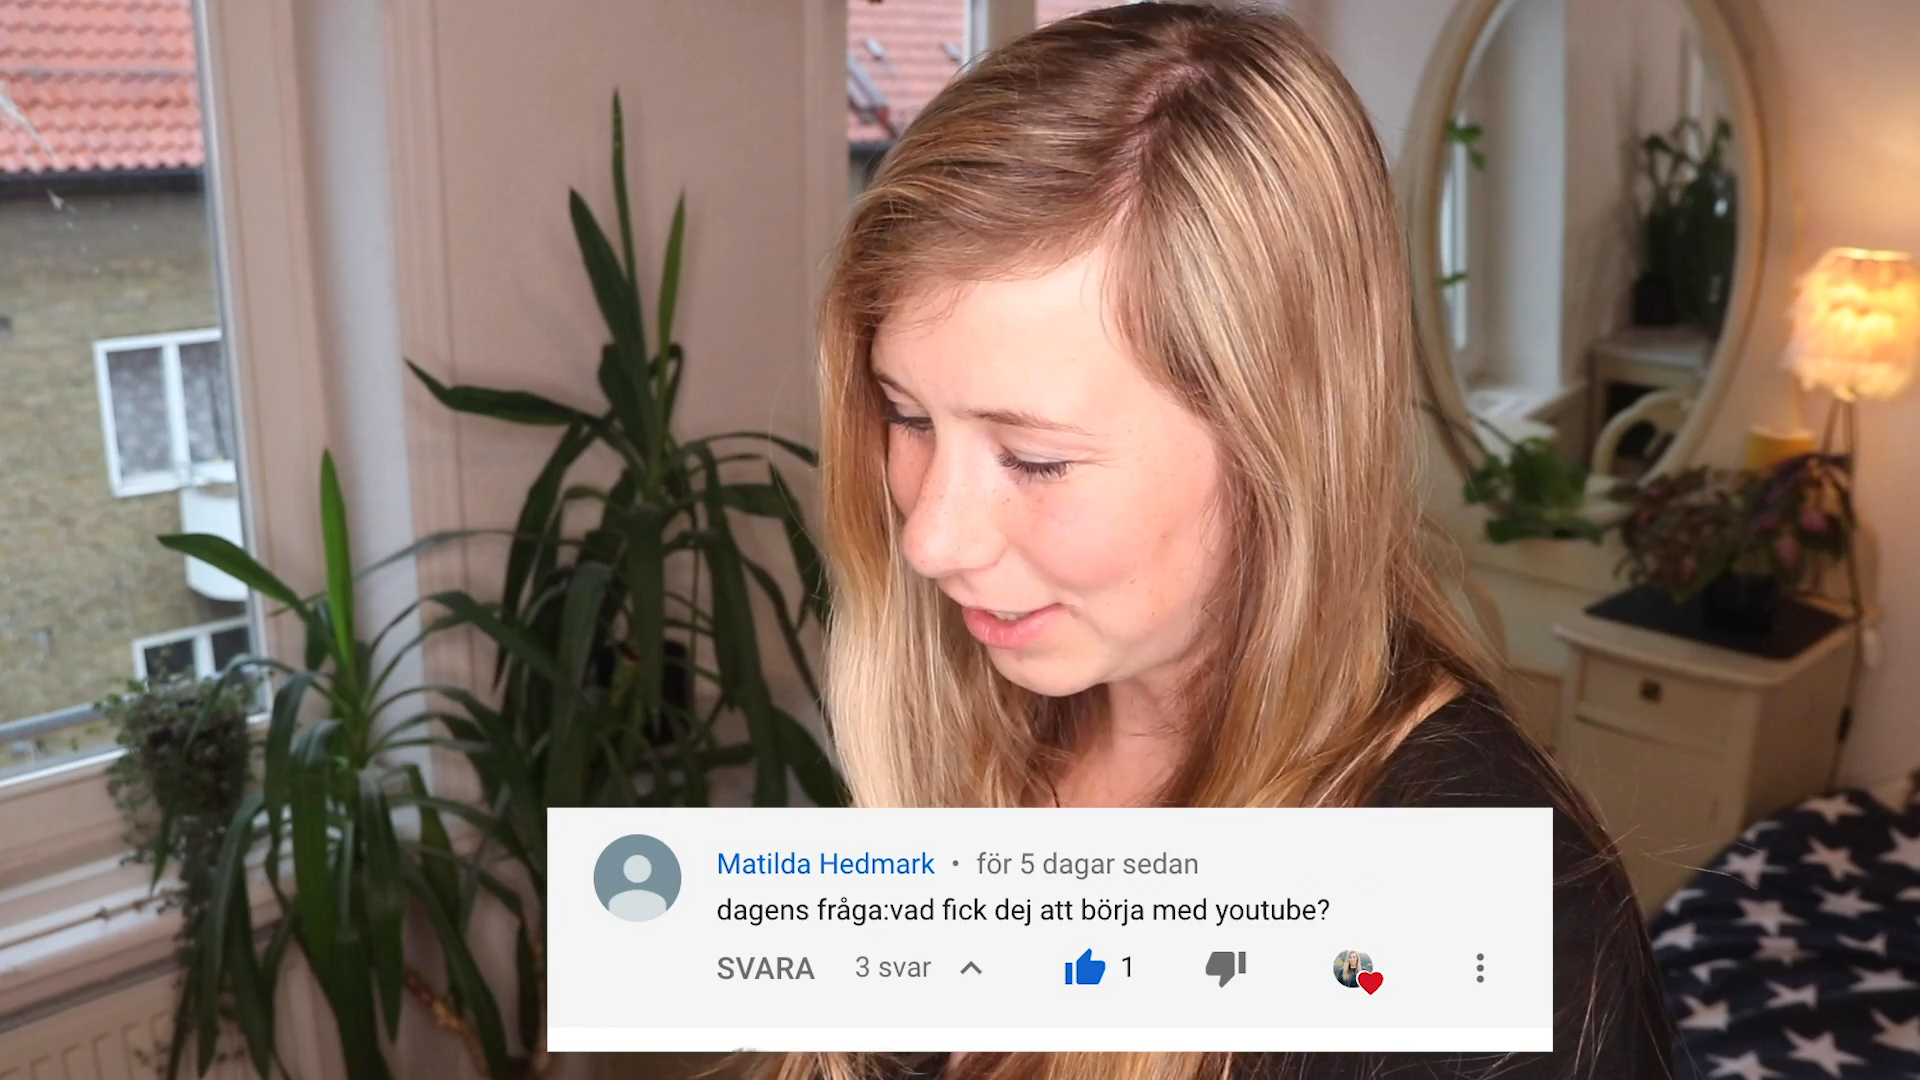 Matilda Hedmark • för 5 dagar sedan
dagens fråga:vad fick dej att börja med youtube?
SVARA 3 svar 1